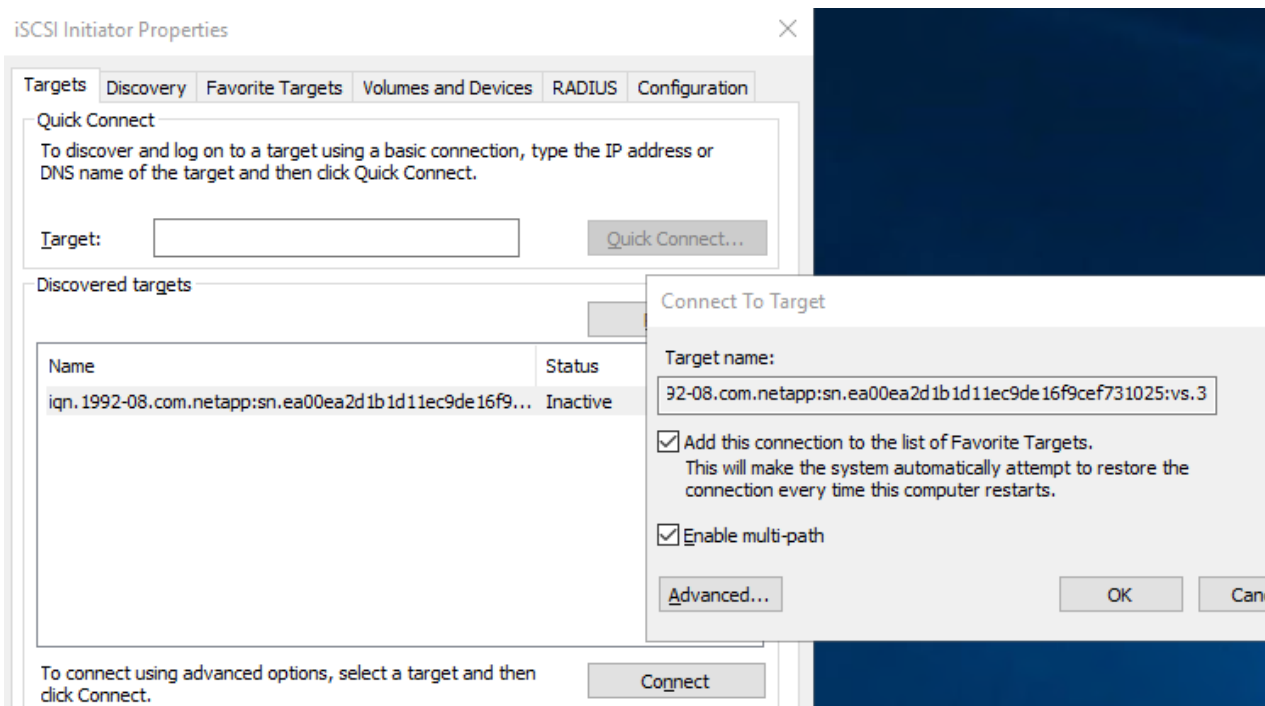 iSCSI Initiator Properties
Targets Discovery Favorite Targets Volumes and Devices RADIUS Configuration
Quick Connect
To discover and log on to a target using a basic connection, type the IP address or
DNS name of the target and then click Quick Connect.
Target:
Quick Connect...
Discovered targets
Name Status
iqn.1992-08.com.netapp:sn.ea00ea2d1b1d11ec9de16f9... Inactive
To connect using advanced options, select a target and then
click Connect.
Connect
Connect To Target
Target name:
92-08.com.netapp:sn.ea00ea2d1b1d11ec9de16f9cef731025:vs.3
Add this connection to the list of Favorite Targets.
This will make the system automatically attempt to restore the
connection every time this computer restarts.
Enable multi-path
Advanced...
OK